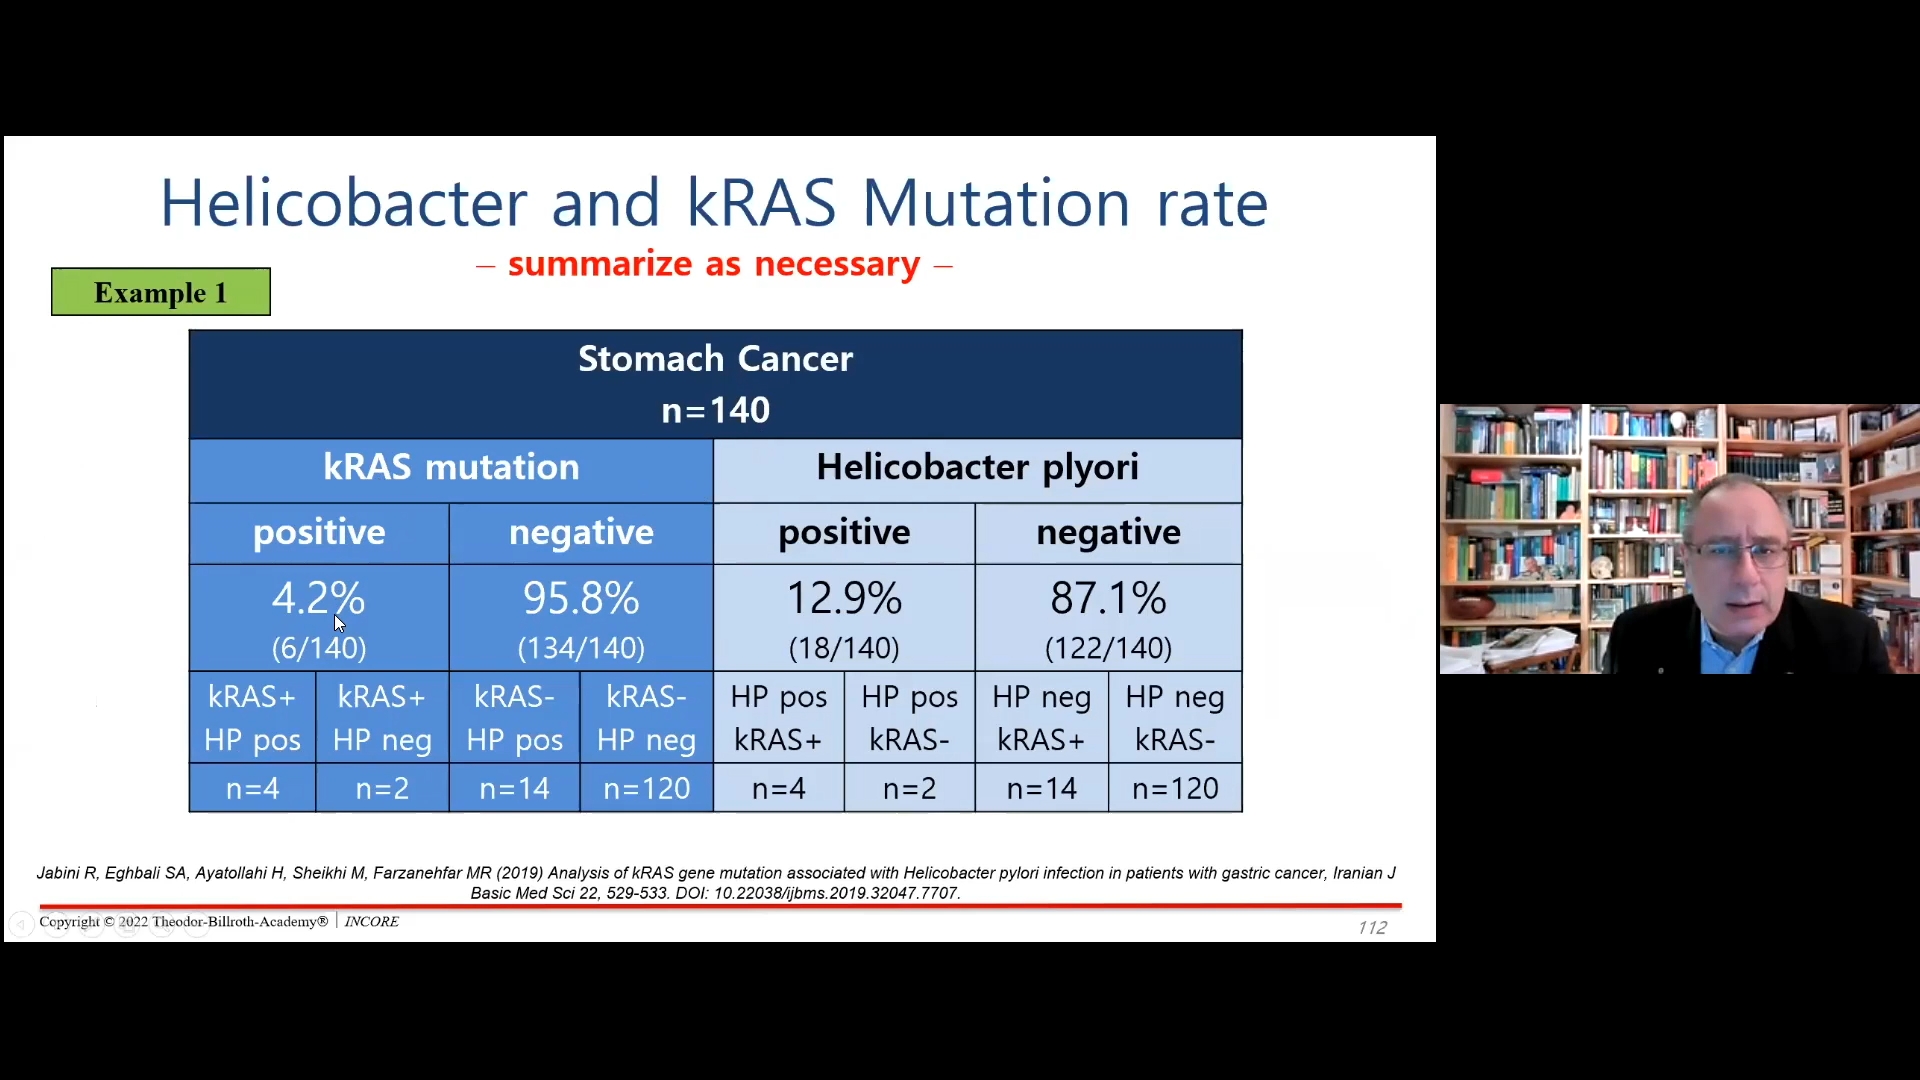 Helicobacter and kRAS Mutation rate
– summarize as necessary –
Example 1
Stomach Cancer
n=140
kRAS mutation
Helicobacter plyori
positive
negative
positive
negative
4.2%
(6/140)
95.8%
(134/140)
12.9%
(18/140)
87.1%
(122/140)
kRAS+
HP pos
kRAS+
HP neg
kRAS-
HP pos
kRAS-
HP neg
HP pos
kRAS+
HP pos
kRAS-
HP neg
kRAS+
HP neg
kRAS-
n=4
n=2
n=14
n=120
n=4
n=2
n=14
n=120
Jabini R, Eghbali SA, Ayatollahi H, Sheikhi M, Farzanehfar MR (2019) Analysis of kRAS gene mutation associated with Helicobacter pylori infection in patients with gastric cancer, Iranian J
Basic Med Sci 22, 529-533. DOI: 10.22038/ijbms.2019.32047.7707.
Copyright © 2022 Theodor-Billroth-Academy® | INCORE
112